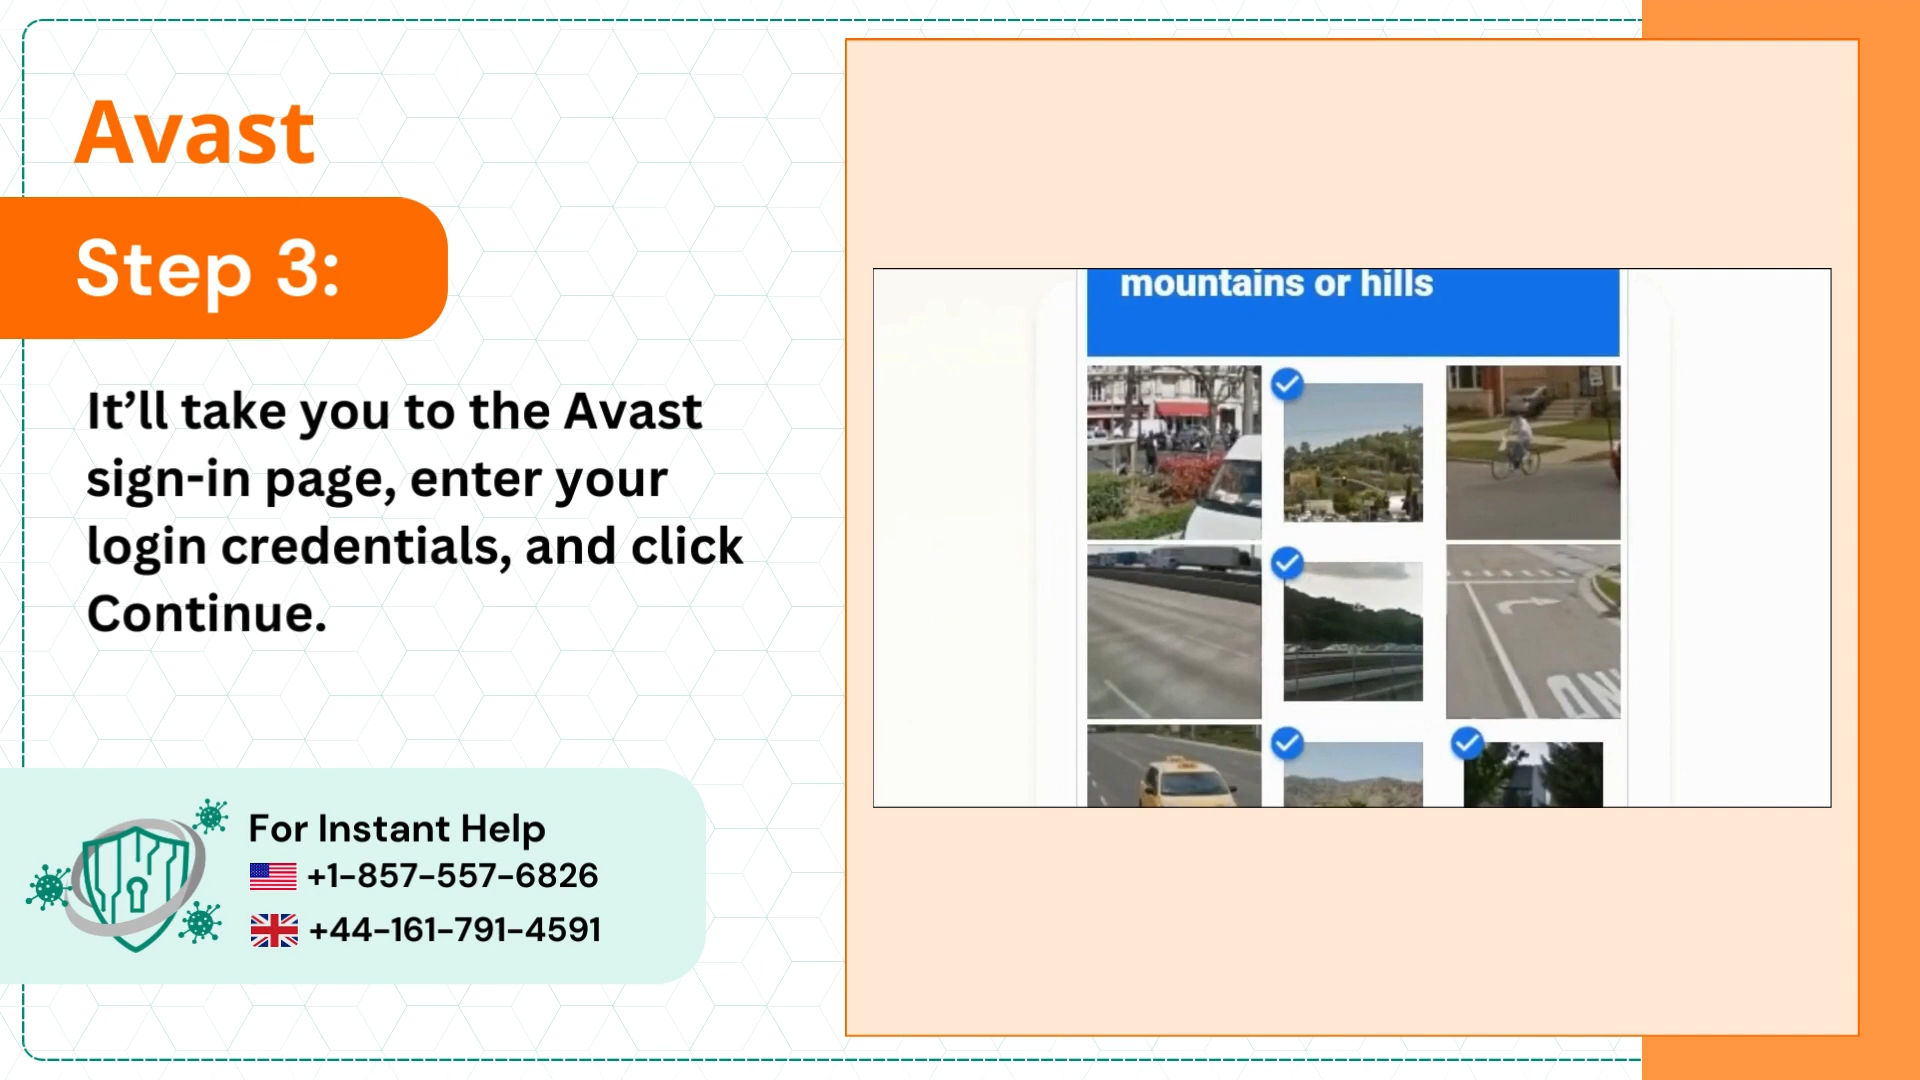 Avast
Step 3:
It’ll take you to the Avast
sign-in page, enter your
login credentials, and click
Continue.
For Instant Help
+1-857-557-6826
+44-161-791-4591
mountains or hills